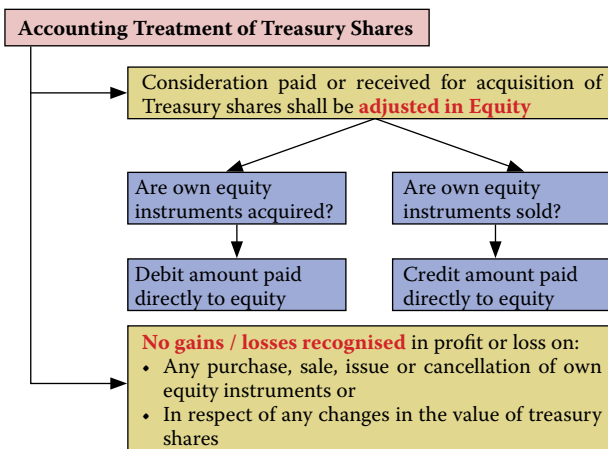 Accounting Treatment of Treasury Shares
Consideration paid or received for acquisition of
Treasury shares shall be adjusted in Equity
Are own equity
instruments acquired?
Are own equity
instruments sold?
Debit amount paid
directly to equity
Credit amount paid
directly to equity
No gains / losses recognised in profit or loss on:
• Any purchase, sale, issue or cancellation of own
equity instruments or
• In respect of any changes in the value of treasury
shares